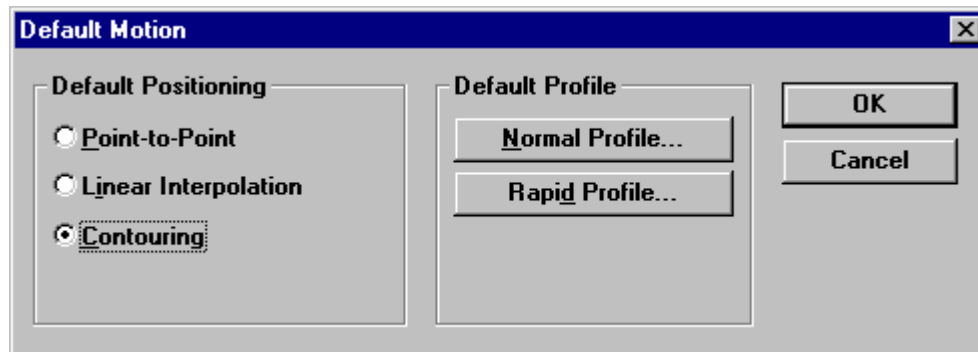 Default Motion
Default Positioning
Point-to-Point
Linear Interpolation
Contouring
Default Profile
Normal Profile...
Rapid Profile...
OK
Cancel